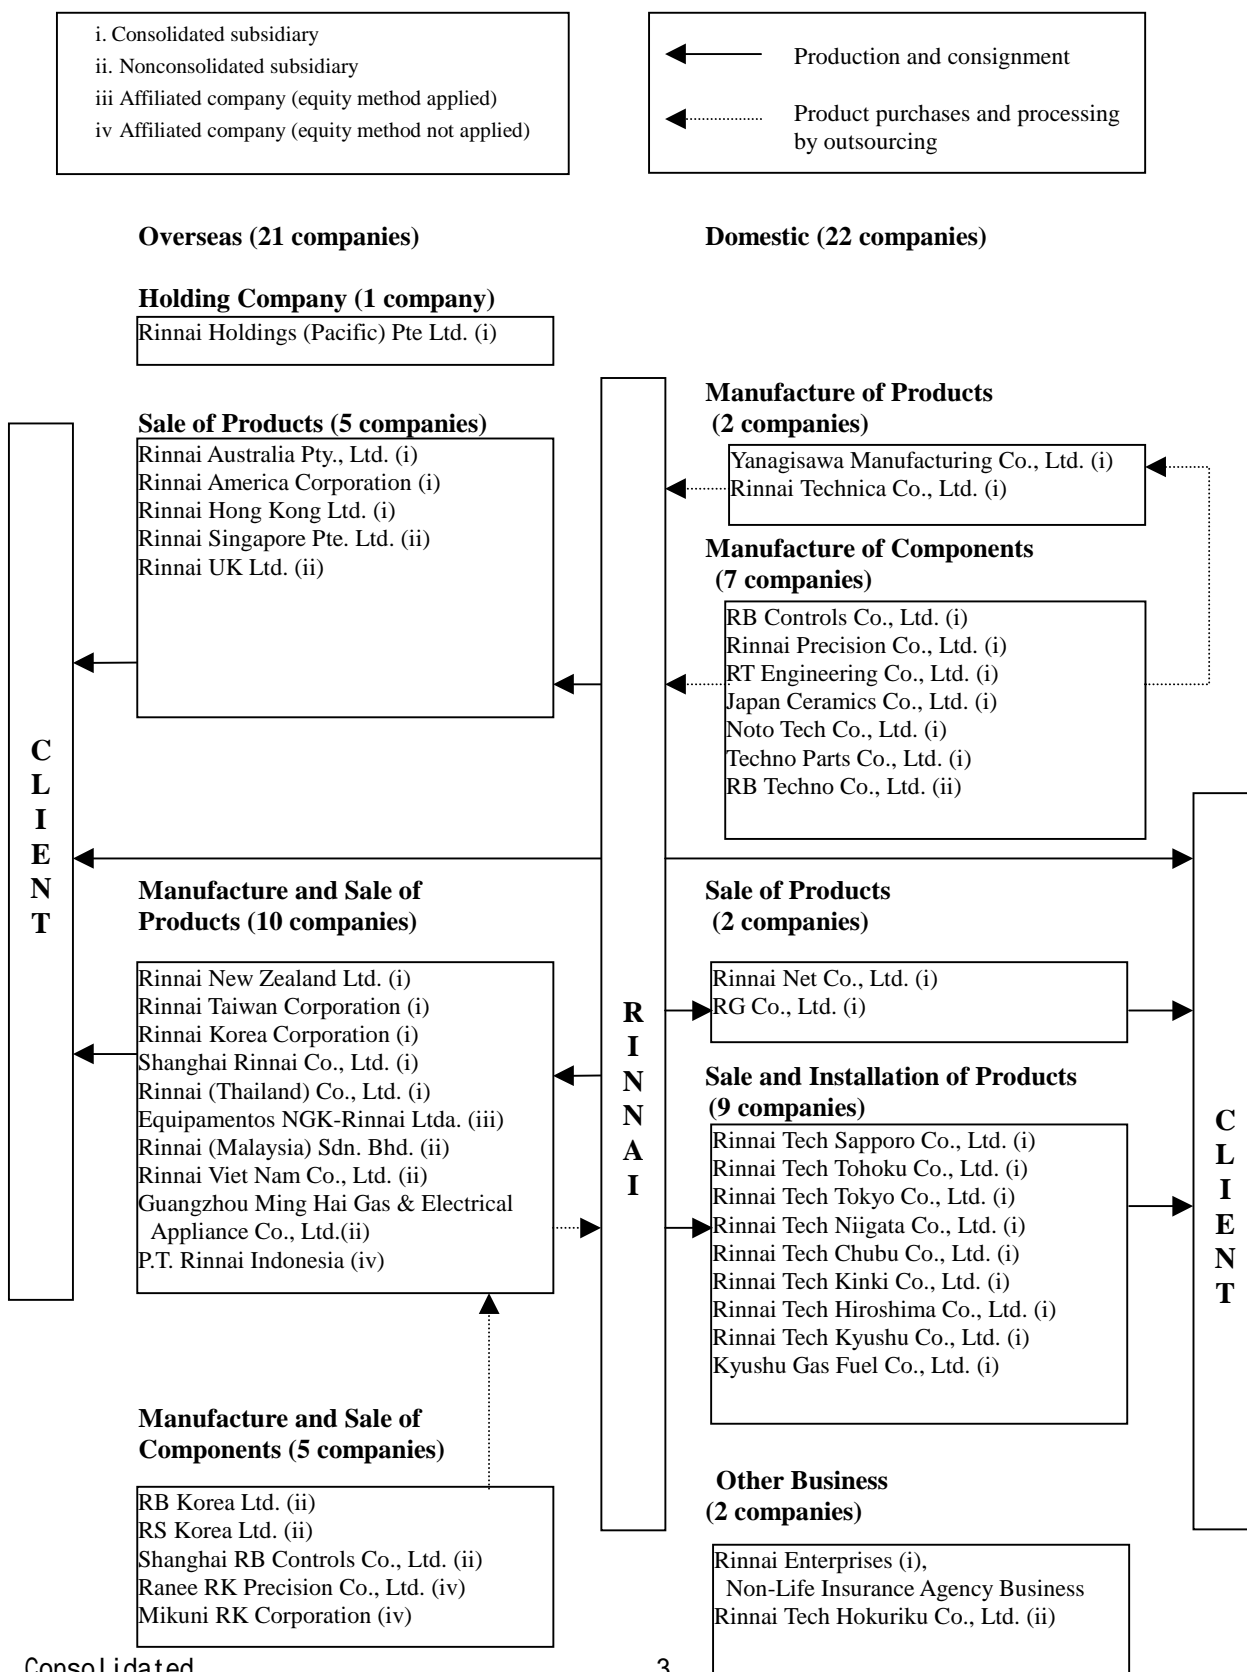 i. Consolidated subsidiary
ii. Nonconsolidated subsidiary
iii Affiliated company (equity method applied)
iv Affiliated company (equity method not applied)
Production and consignment
Product purchases and processing
by outsourcing
Overseas (21 companies)
Holding Company (1 company)
Rinnai Holdings (Pacific) Pte Ltd. (i)
Sale of Products (5 companies)
Rinnai Australia Pty., Ltd. (i)
Rinnai America Corporation (i)
Rinnai Hong Kong Ltd. (i)
Rinnai Singapore Pte. Ltd. (ii)
Rinnai UK Ltd. (ii)
CLIENT
Manufacture and Sale of
Products (10 companies)
Rinnai New Zealand Ltd. (i)
Rinnai Taiwan Corporation (i)
Rinnai Korea Corporation (i)
Shanghai Rinnai Co., Ltd. (i)
Rinnai (Thailand) Co., Ltd. (i)
Equipamentos NGK-Rinnai Ltda. (iii)
Rinnai (Malaysia) Sdn. Bhd. (ii)
Rinnai Viet Nam Co., Ltd. (ii)
Guangzhou Ming Hai Gas & Electrical
Appliance Co., Ltd.(ii)
P.T. Rinnai Indonesia (iv)
Manufacture and Sale of
Components (5 companies)
RB Korea Ltd. (ii)
RS Korea Ltd. (ii)
Shanghai RB Controls Co., Ltd. (ii)
Ranee RK Precision Co., Ltd. (iv)
Mikuni RK Corporation (iv)
RINNAI
Domestic (22 companies)
Manufacture of Products
(2 companies)
Yanagisawa Manufacturing Co., Ltd. (i)
Rinnai Technica Co., Ltd. (i)
Manufacture of Components
(7 companies)
RB Controls Co., Ltd. (i)
Rinnai Precision Co., Ltd. (i)
RT Engineering Co., Ltd. (i)
Japan Ceramics Co., Ltd. (i)
Noto Tech Co., Ltd. (i)
Techno Parts Co., Ltd. (i)
RB Techno Co., Ltd. (ii)
Sale of Products
(2 companies)
Rinnai Net Co., Ltd. (i)
RG Co., Ltd. (i)
Sale and Installation of Products
(9 companies)
Rinnai Tech Sapporo Co., Ltd. (i)
Rinnai Tech Tohoku Co., Ltd. (i)
Rinnai Tech Tokyo Co., Ltd. (i)
Rinnai Tech Niigata Co., Ltd. (i)
Rinnai Tech Chubu Co., Ltd. (i)
Rinnai Tech Kinki Co., Ltd. (i)
Rinnai Tech Hiroshima Co., Ltd. (i)
Rinnai Tech Kyushu Co., Ltd. (i)
Kyushu Gas Fuel Co., Ltd. (i)
Other Business
(2 companies)
Rinnai Enterprises (i),
Non-Life Insurance Agency Business
Rinnai Tech Hokuriku Co., Ltd. (ii)
CLIENT
Consolidated
3